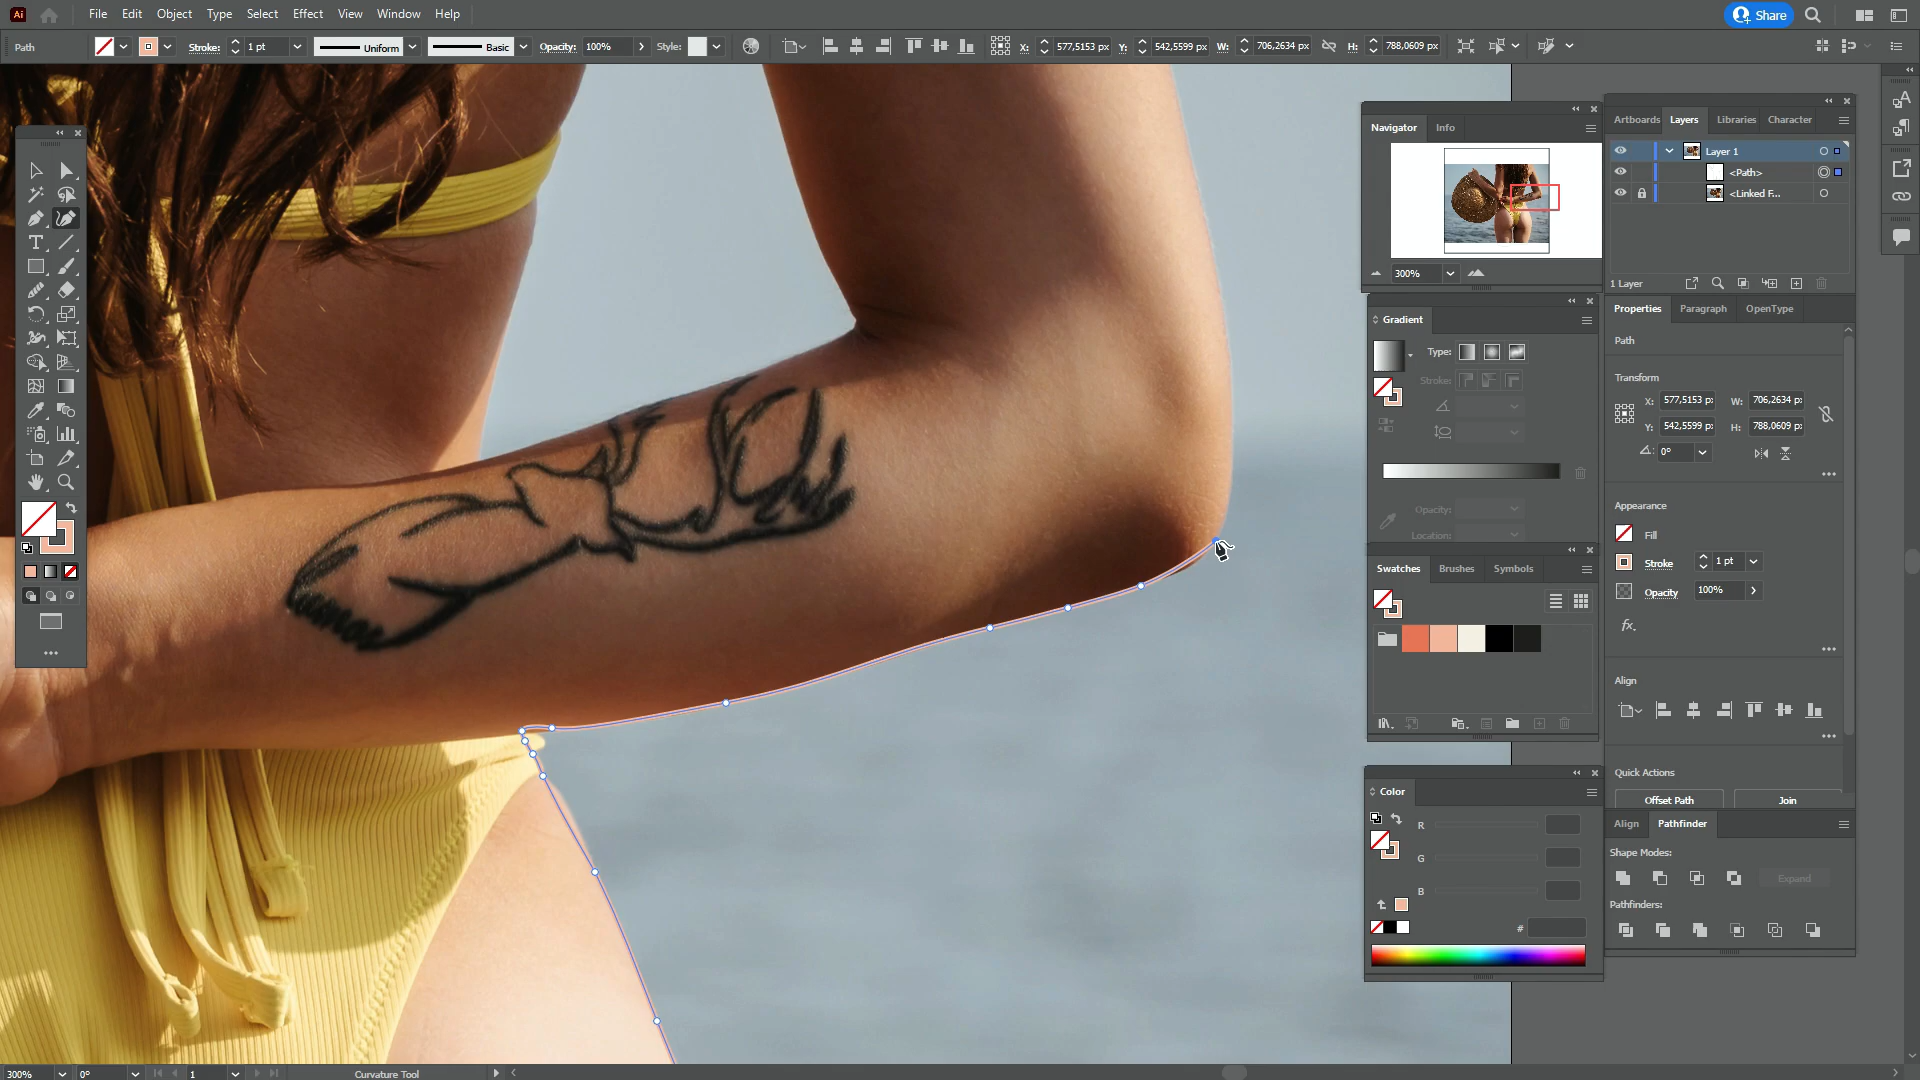 Ai File Edit Object Type Select Effect View Window Help Share
Path Stroke: 1 pt Uniform Basic Opacity: 100% Style: X: 577,5153 px Y: 542,5599 px W: 706,2634 px H: 788,0609 px
Navigator Info
300%
Artboards Layers Libraries Character
Layer 1
<Path>
<Linked F...
1 Layer
Gradient
Type:
Stroke:
Opacity:
Location:
Properties Paragraph OpenType
Path
Transform
X: 577,5153 p W: 706,2634 p
Y: 542,5599 p H: 788,0609 p
0°
Appearance
Fill
Stroke 1 pt
Opacity 100%
fx.
Align
Quick Actions
Offset Path Join
Swatches Brushes Symbols
Color
R
G
B
#
Align Pathfinder
Shape Modes:
Expand
Pathfinders:
300% 0° 1 Curvature Tool